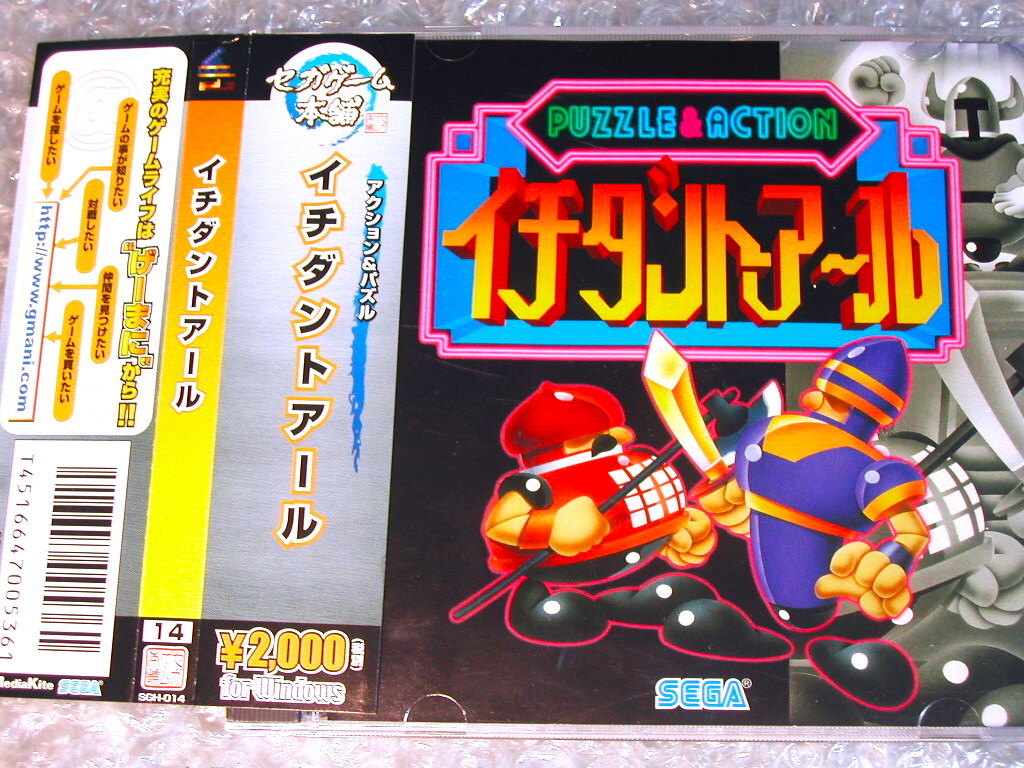 充実のゲームライフは"げーまに"から!!
ゲームを探したい
ゲームの事が知りたい
対戦したい
仲間を見つけたい
ゲームを買いたい
http://www.gmani.com
T4516647005361
MediaKite SEGA
イチダントアール
14
SGH-014
セガゲーム
本舗
アクション&パズル
イチダントアール
¥2,000(税別)
for Windows
PUZZLE & ACTION
イチダントアール
SEGA®